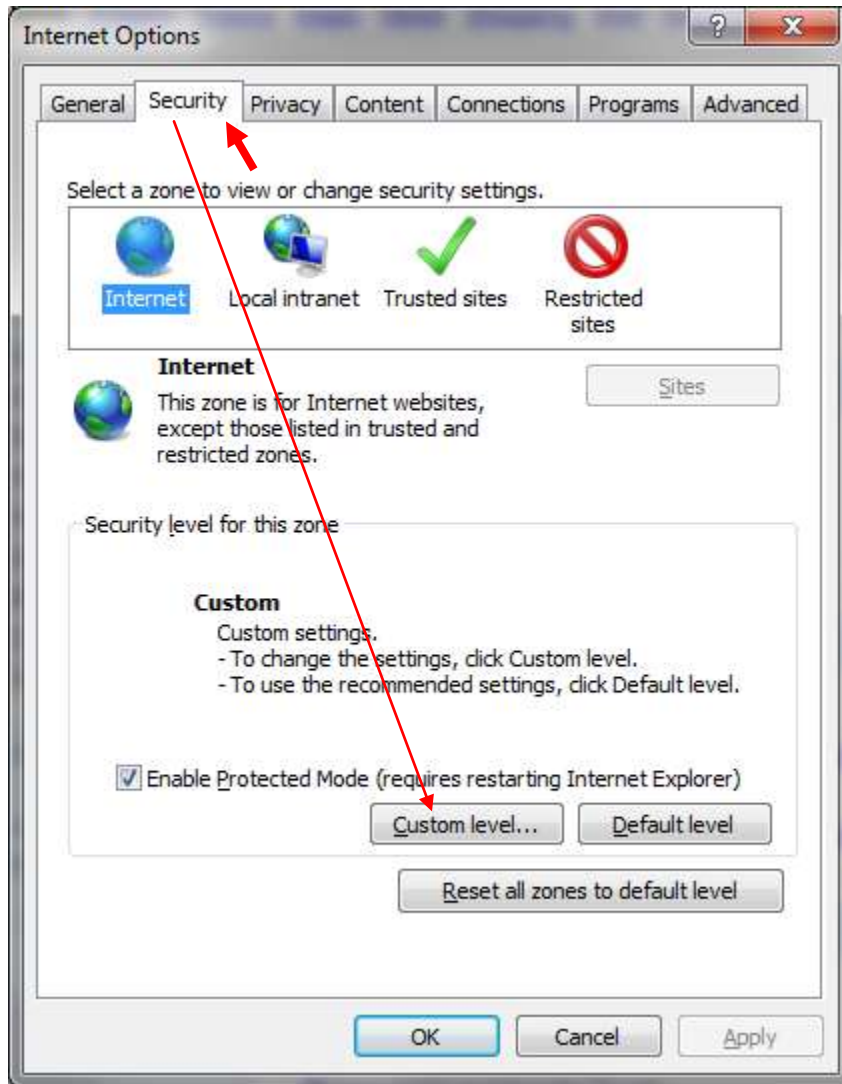 Internet Options
?
X
General Security Privacy Content Connections Programs Advanced
Select a zone to view or change security settings.
Internet Local intranet Trusted sites Restricted
sites
Internet
Sites
This zone is for Internet websites,
except those listed in trusted and
restricted zones.
Security level for this zone
Custom
Custom settings.
- To change the settings, click Custom level.
- To use the recommended settings, click Default level.
Enable Protected Mode (requires restarting Internet Explorer)
Custom level... Default level
Reset all zones to default level
OK Cancel Apply